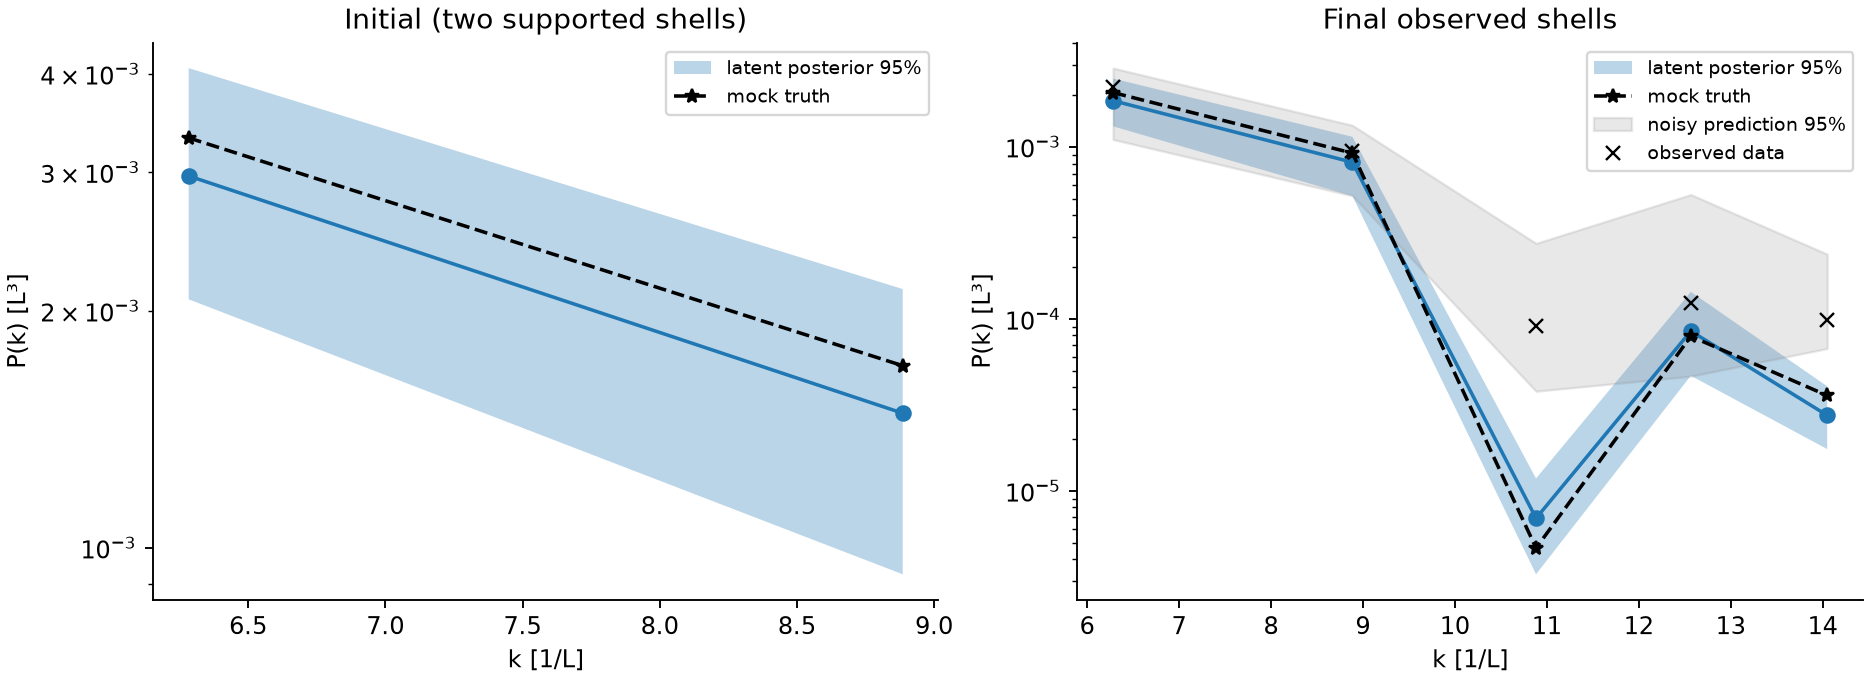 Initial (two supported shells)
latent posterior 95%
mock truth
4 × 10⁻³
3 × 10⁻³
2 × 10⁻³
10⁻³
P(k) [L³]
6.5 7.0 7.5 8.0 8.5 9.0
k [1/L]
Final observed shells
latent posterior 95%
mock truth
noisy prediction 95%
observed data
10⁻³
10⁻⁴
10⁻⁵
P(k) [L³]
6 7 8 9 10 11 12 13 14
k [1/L]